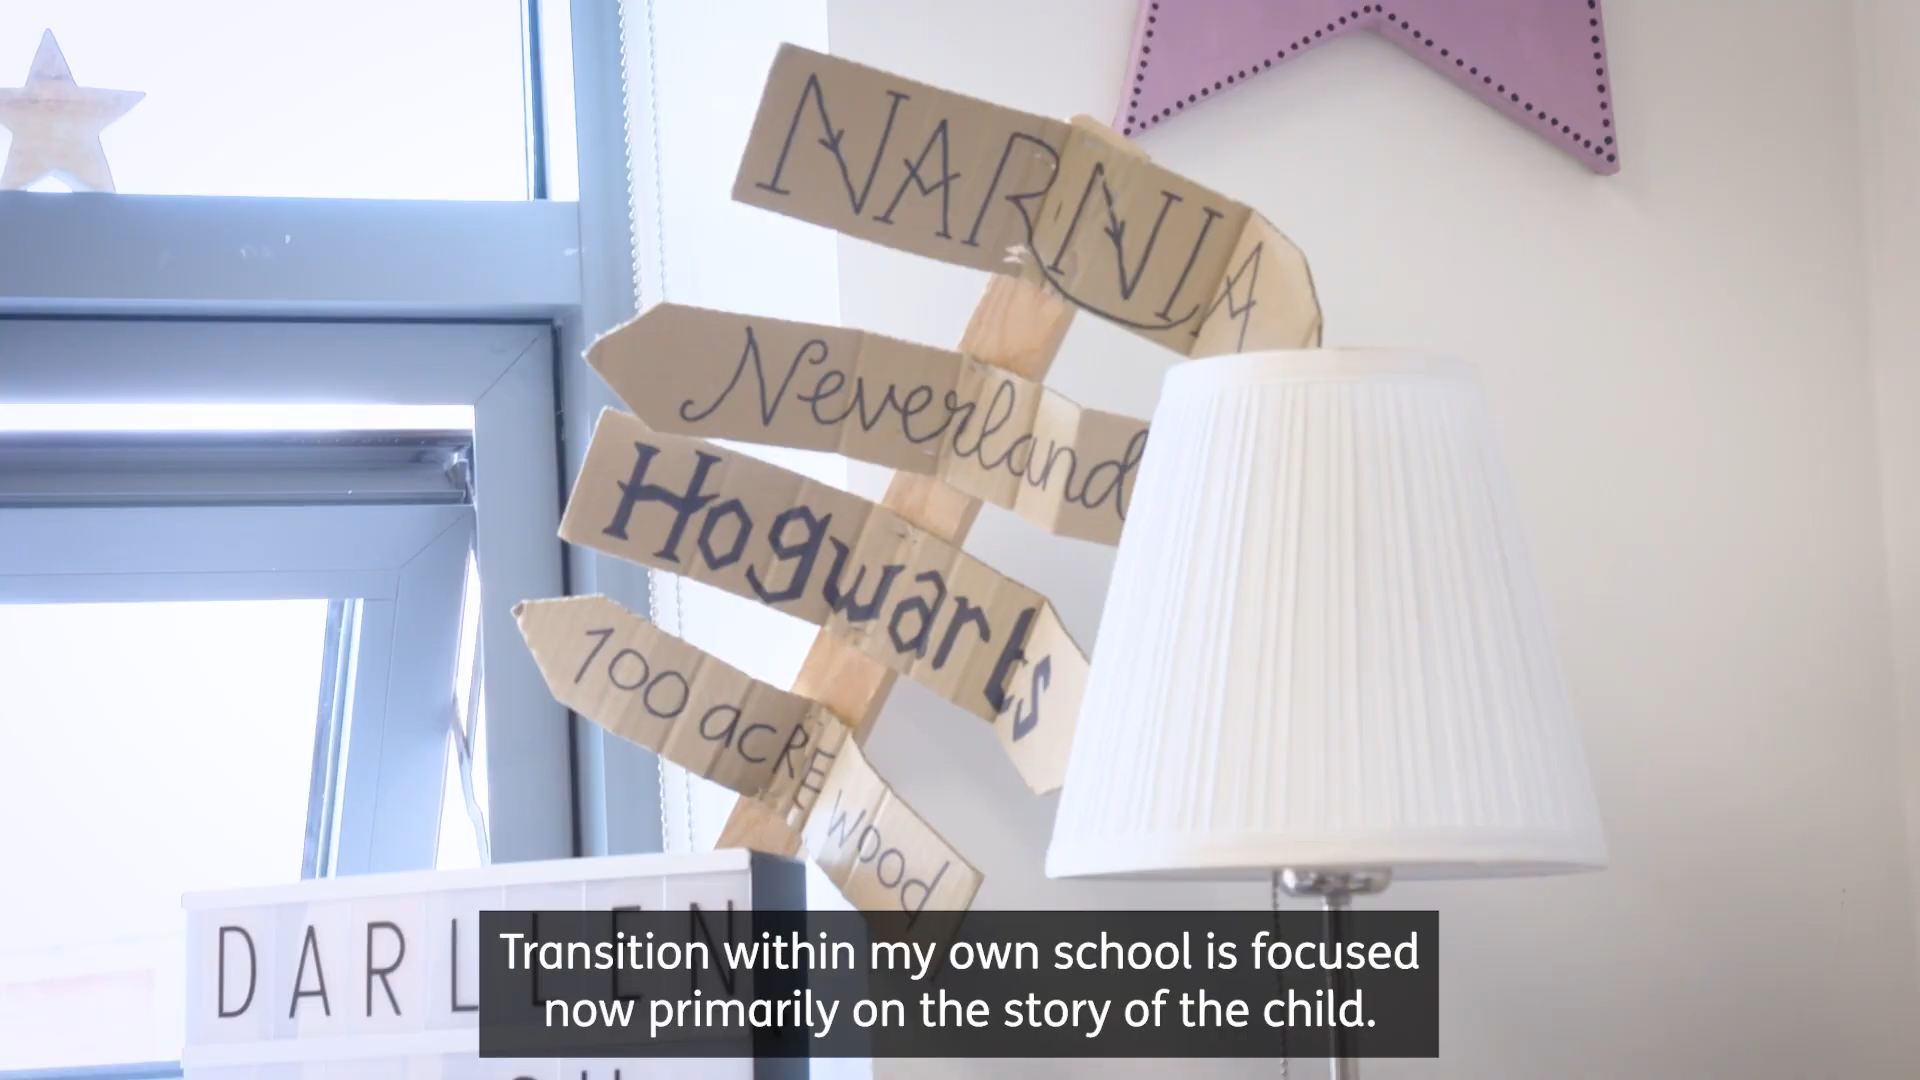 NARNIA
Neverland
Hogwarts
100 acRE wood
DARLLEN
Transition within my own school is focused
now primarily on the story of the child.